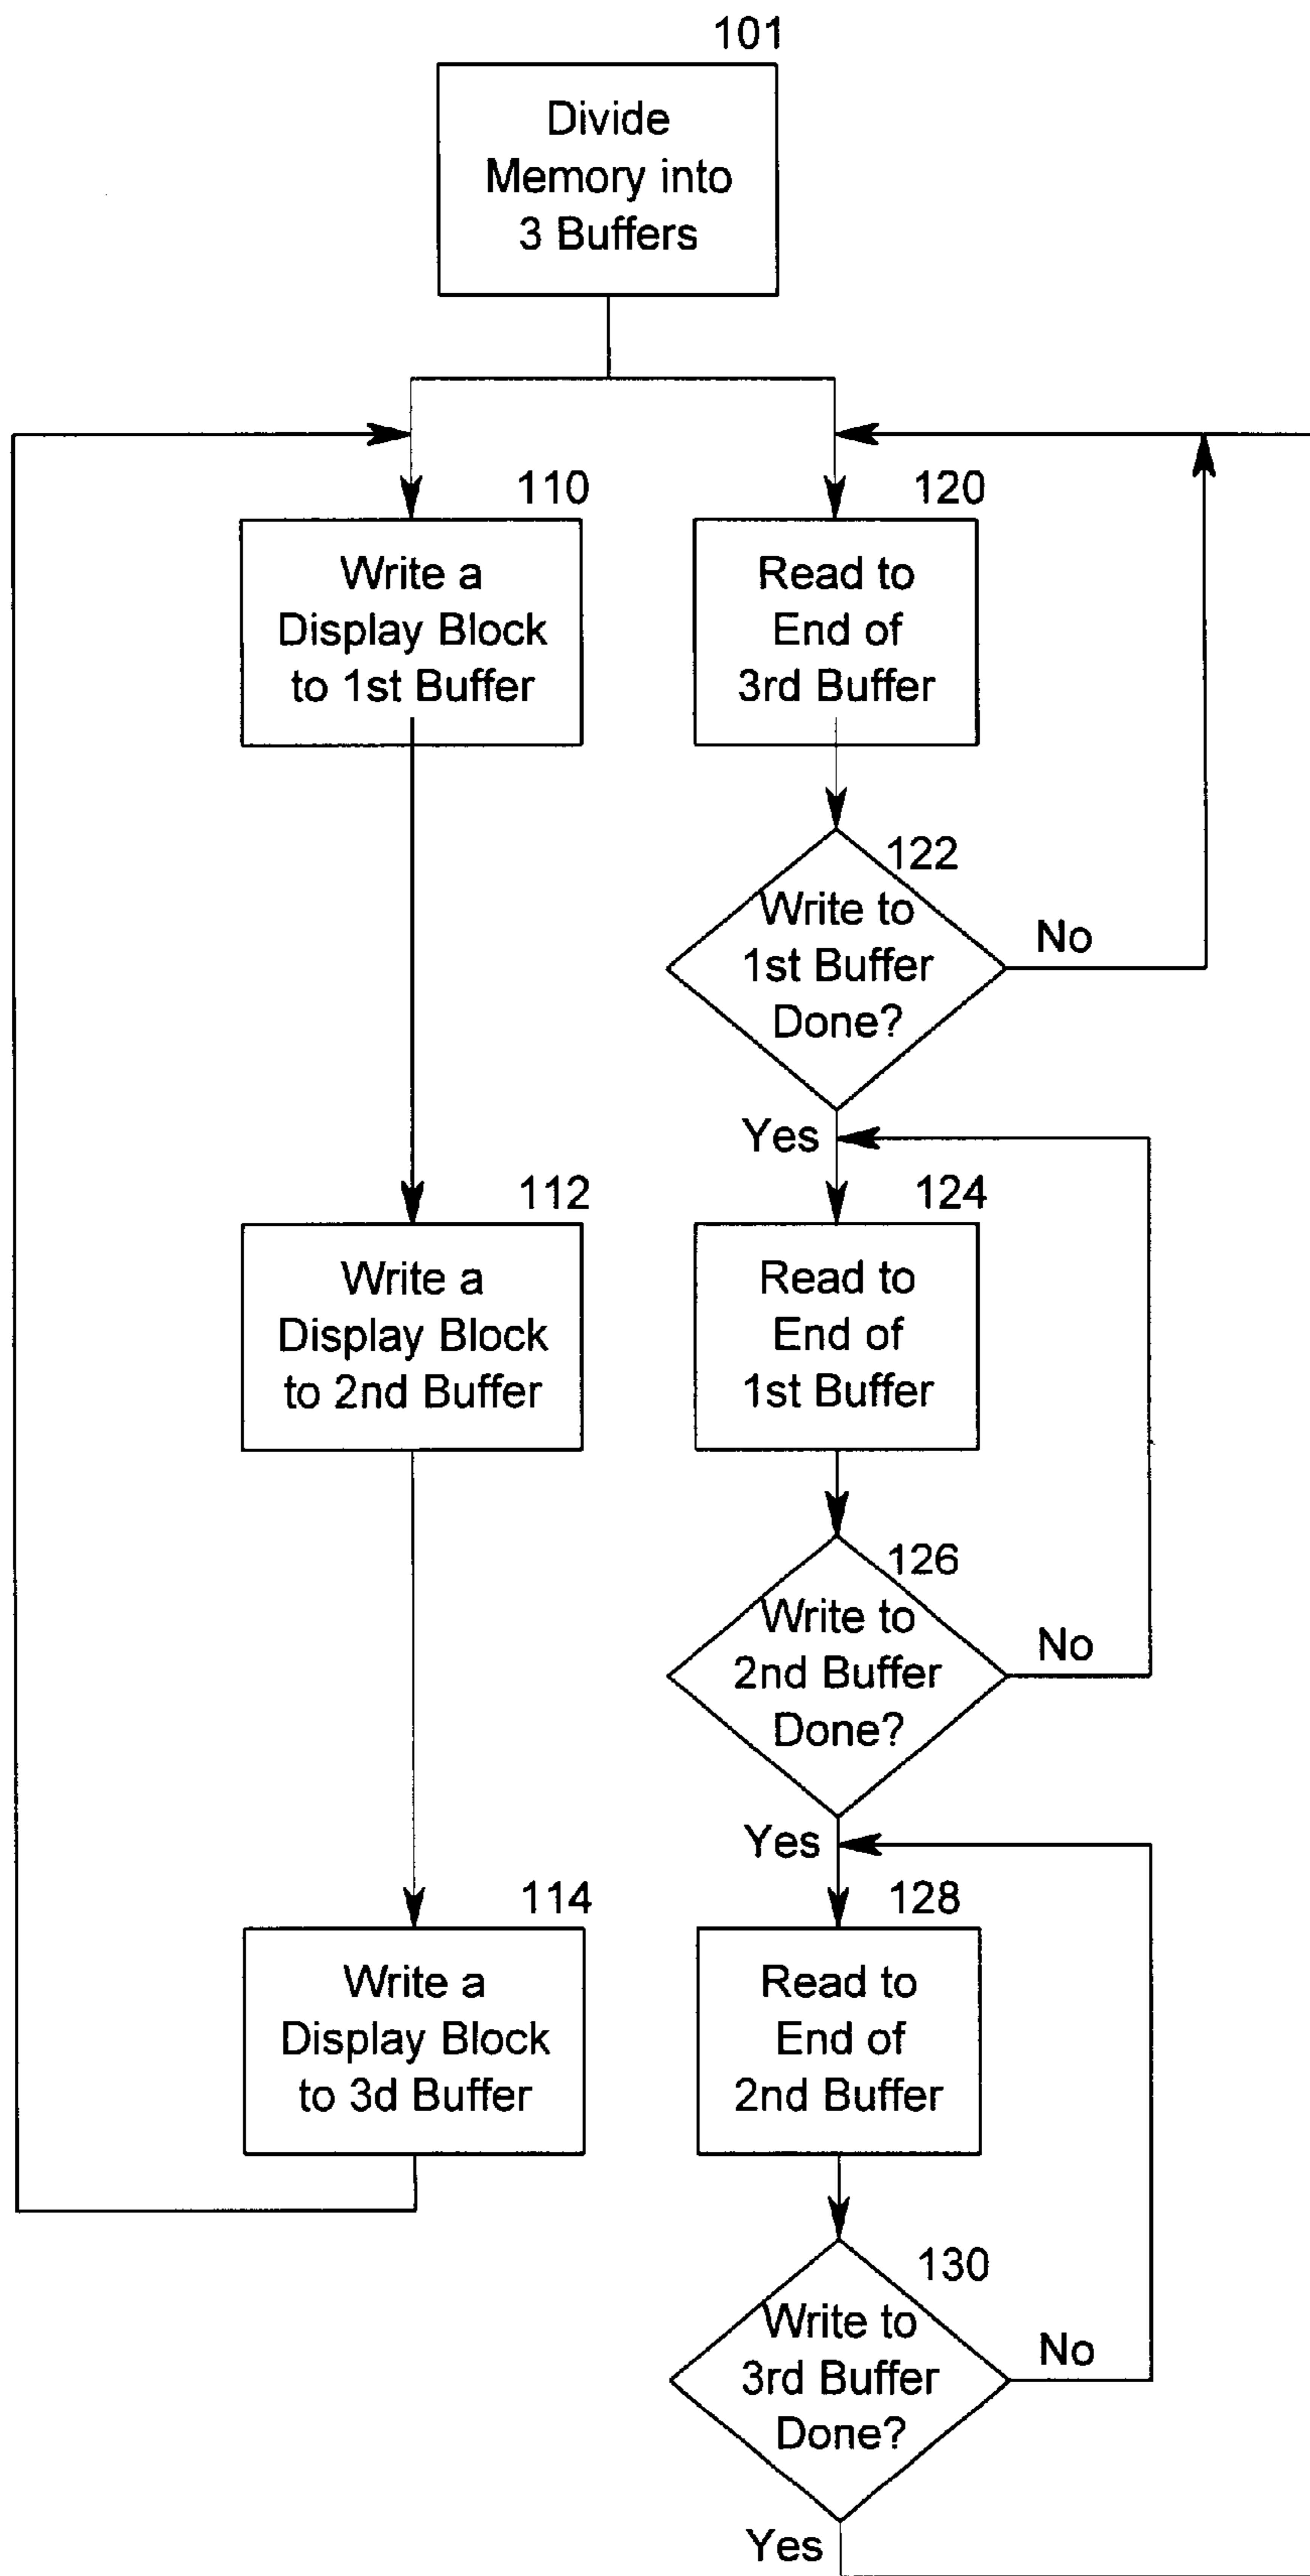 101
Divide
Memory into
3 Buffers
110
Write a
Display Block
to 1st Buffer
120
Read to
End of
3rd Buffer
122
Write to
1st Buffer
Done?
No
Yes
112
Write a
Display Block
to 2nd Buffer
124
Read to
End of
1st Buffer
126
Write to
2nd Buffer
Done?
No
Yes
114
Write a
Display Block
to 3d Buffer
128
Read to
End of
2nd Buffer
130
Write to
3rd Buffer
Done?
No
Yes